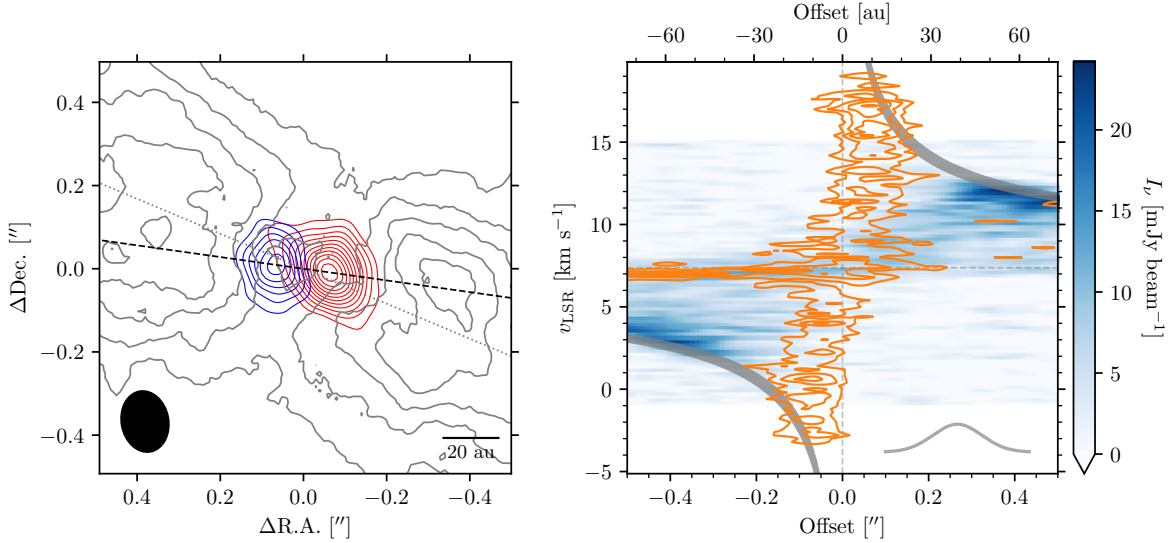 Offset [au]
−60 −30 0 30 60
0.4
0.2
0.0
−0.2
−0.4
ΔDec. [″]
20 au
0.4 0.2 0.0 −0.2 −0.4
ΔR.A. [″]
15
10
5
0
−5
v_LSR [km s⁻¹]
−0.4 −0.2 0.0 0.2 0.4
Offset [″]
20
15
10
5
0
I_ν [mJy beam⁻¹]